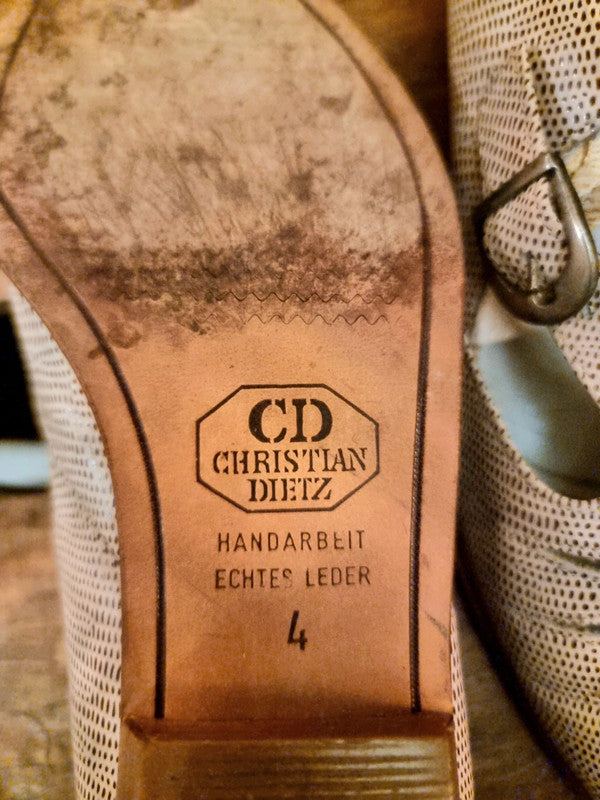 CD
CHRISTIAN
DIETZ
HANDARBEIT
ECHTES LEDER
4